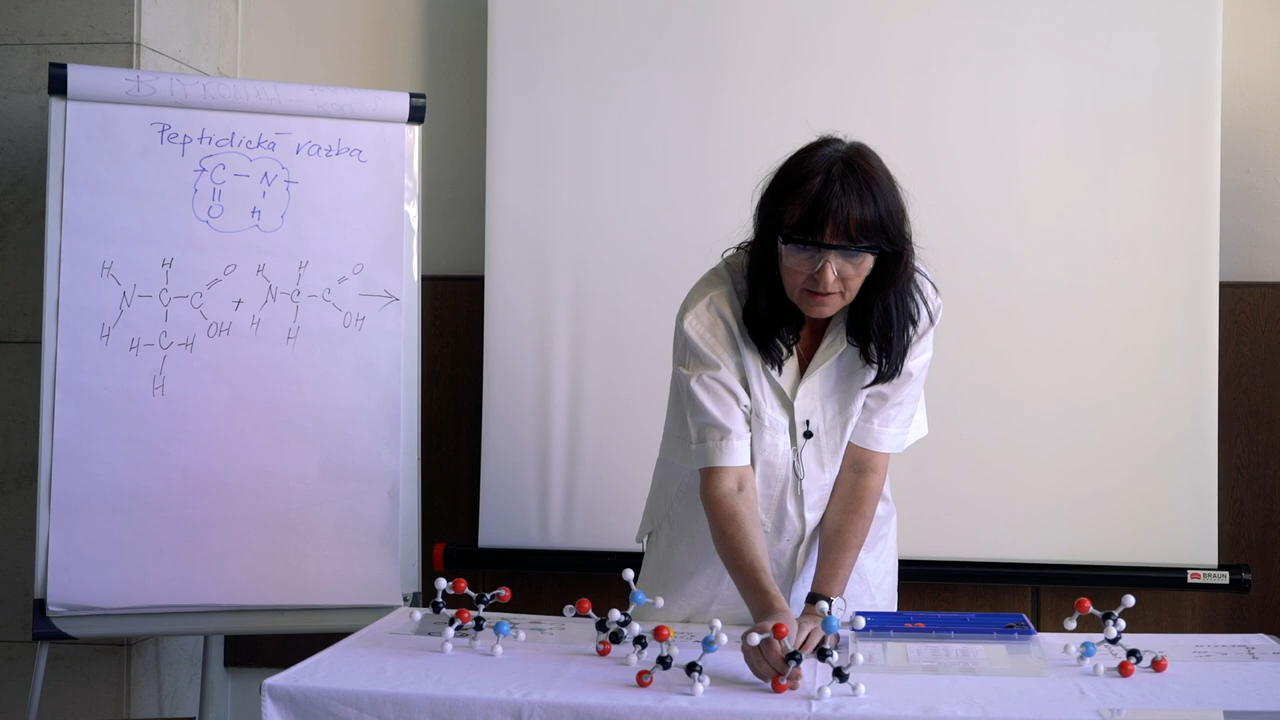 Peptidická vazba
C – N
O H
H H O H H O
N – C – C + N – C – C →
H OH H H OH
H – C – H
H
BRAUN